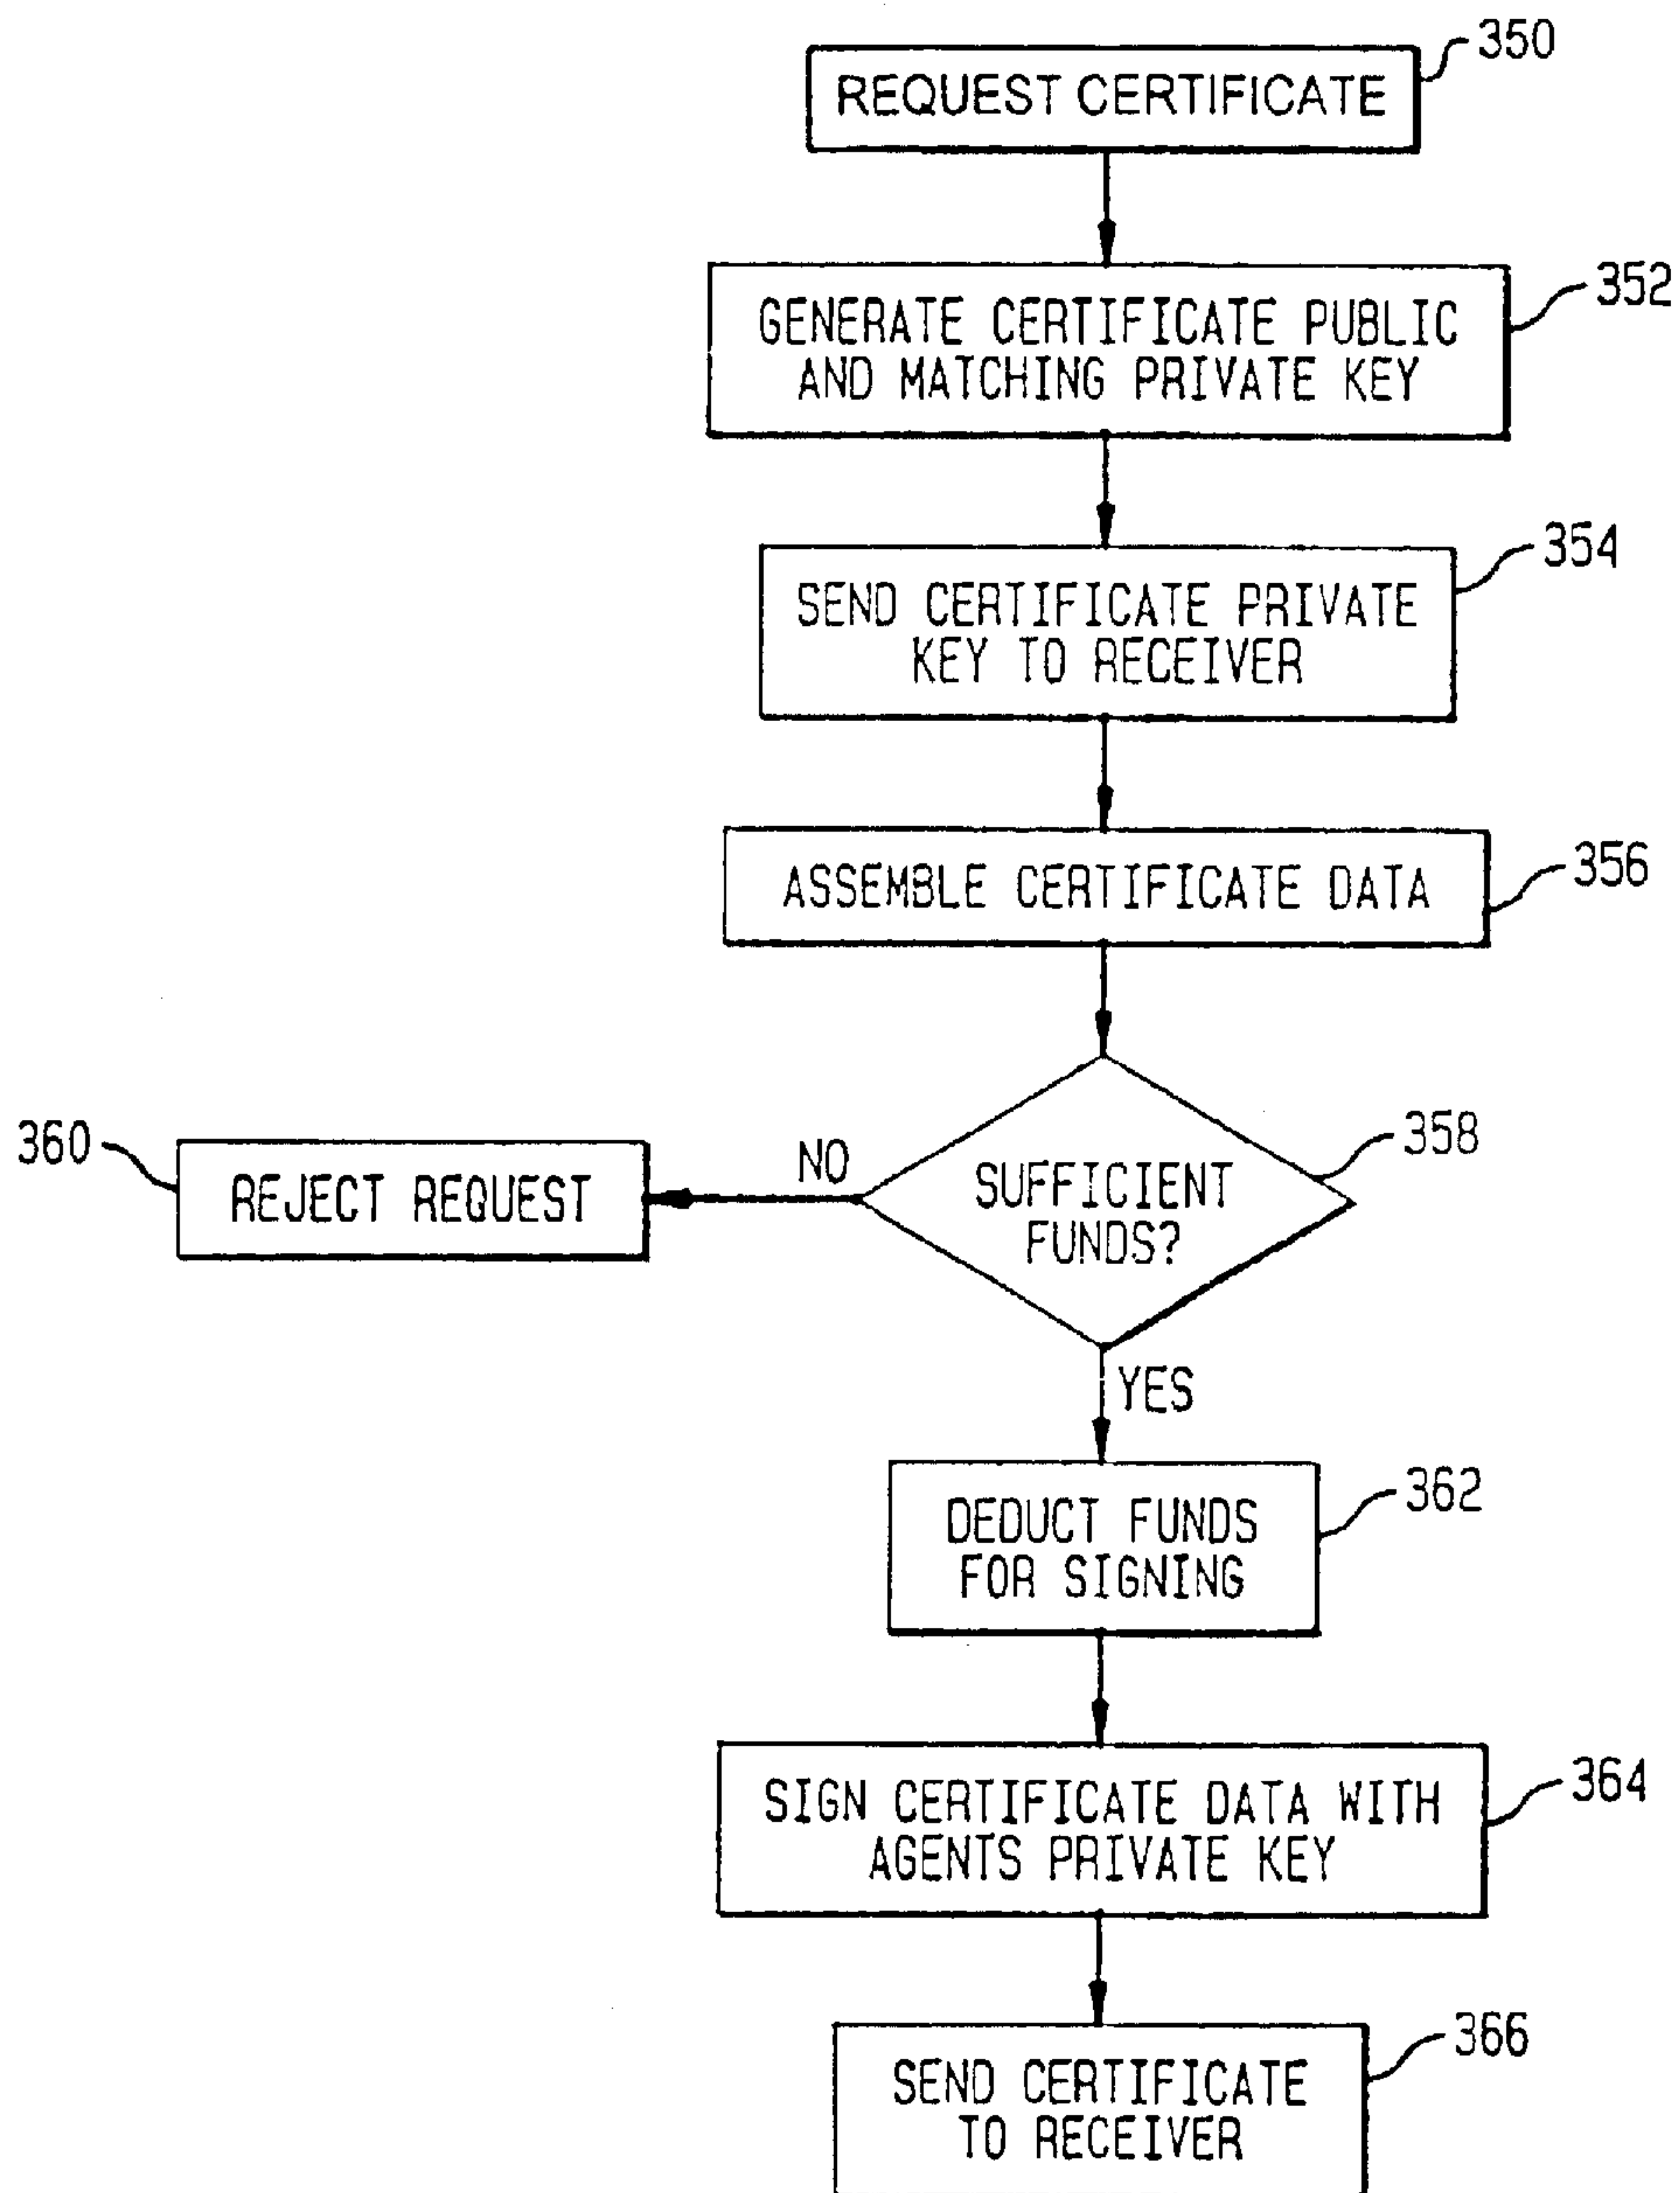 350
REQUEST CERTIFICATE
352
GENERATE CERTIFICATE PUBLIC
AND MATCHING PRIVATE KEY
354
SEND CERTIFICATE PRIVATE
KEY TO RECEIVER
356
ASSEMBLE CERTIFICATE DATA
358
SUFFICIENT
FUNDS?
NO
360
REJECT REQUEST
YES
362
DEDUCT FUNDS
FOR SIGNING
364
SIGN CERTIFICATE DATA WITH
AGENTS PRIVATE KEY
366
SEND CERTIFICATE
TO RECEIVER